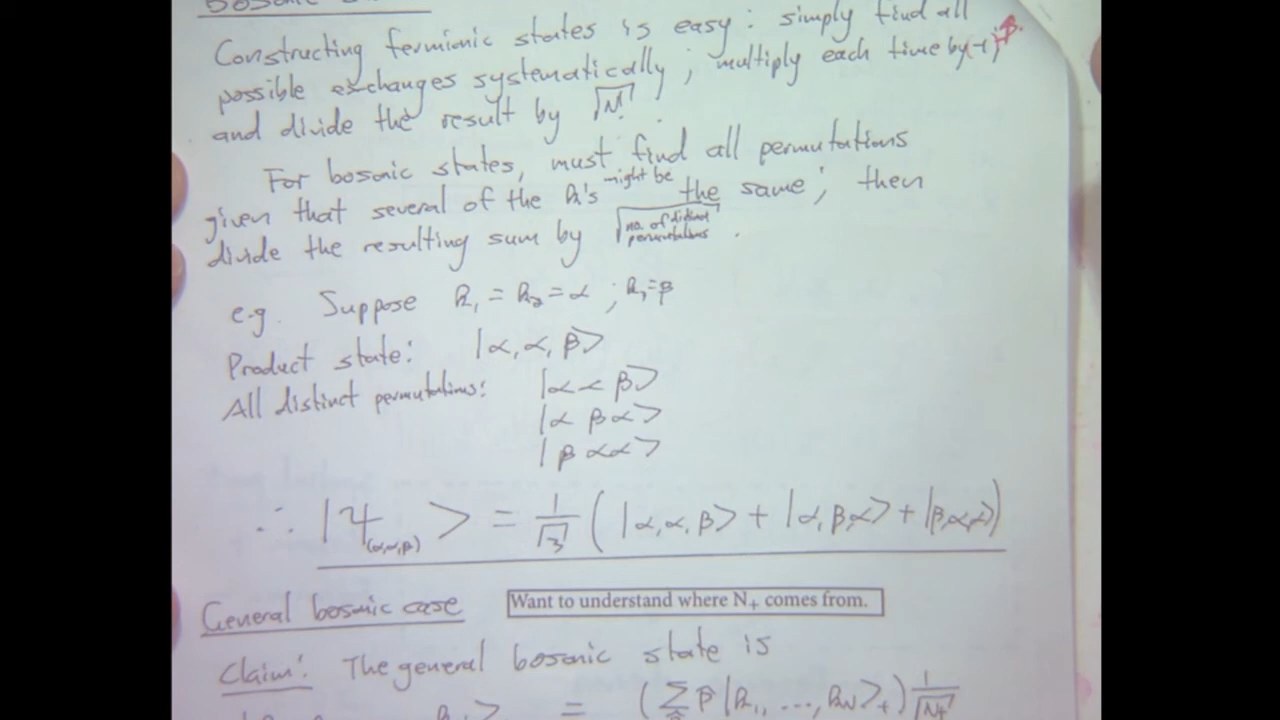 Constructing fermionic states is easy: simply find all
possible exchanges systematically, multiply each time by (-1)^P
and divide the result by √N!
For bosonic states, must find all permutations
given that several of the k's might be the same; then
divide the resulting sum by √no. of distinct permutations .
e.g. Suppose k₁ = k₂ = α ; k₃ = β
Product state: |α, α, β>
All distinct permutations: |α α β>
|α β α>
|β α α>
∴ |Ψ(α,α,β)> = 1/√3 ( |α,α,β> + |α,β,α> + |β,α,α> )
General bosonic case Want to understand where N₊ comes from.
Claim: The general bosonic state is
= (∑ P |k₁, ..., k_N>₊) 1/√N₊